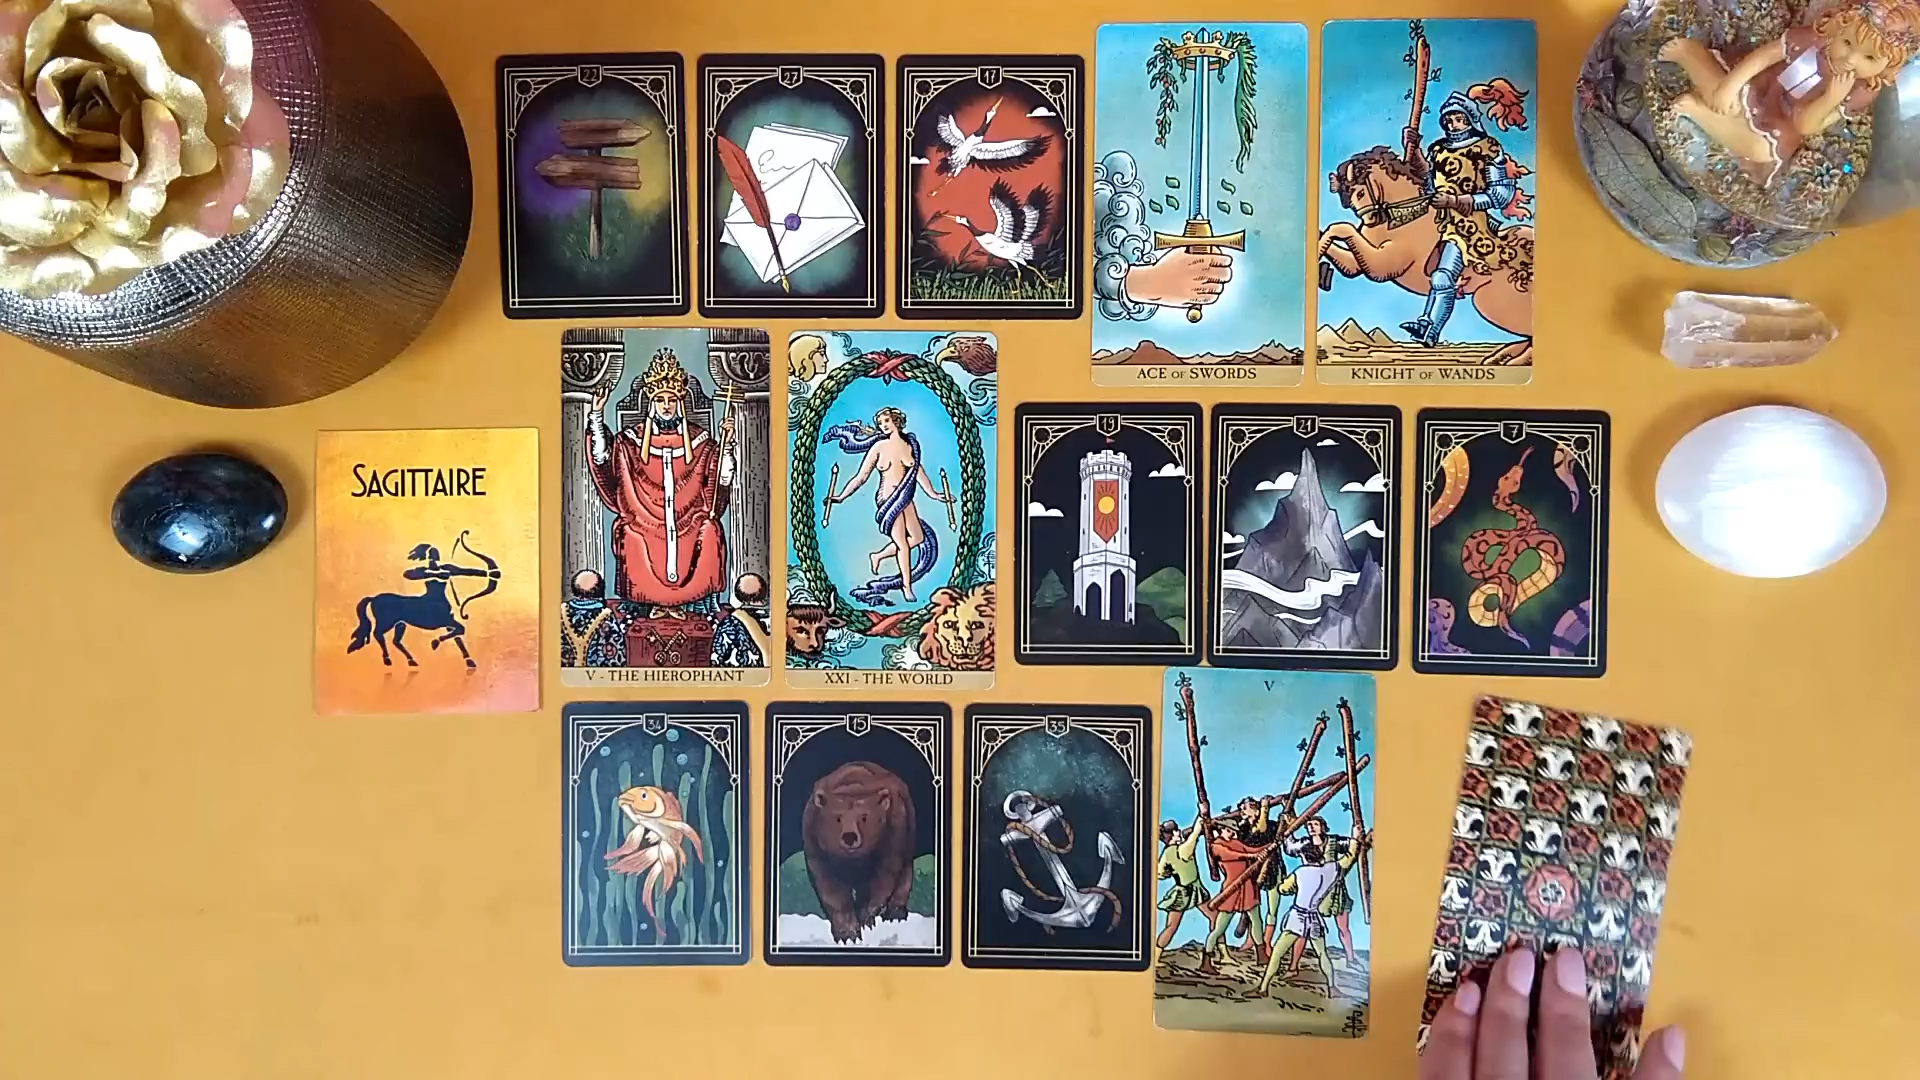 22
27
17
ACE OF SWORDS
KNIGHT OF WANDS
SAGITTAIRE
V - THE HIEROPHANT
XXI - THE WORLD
19
21
7
34
15
35
V